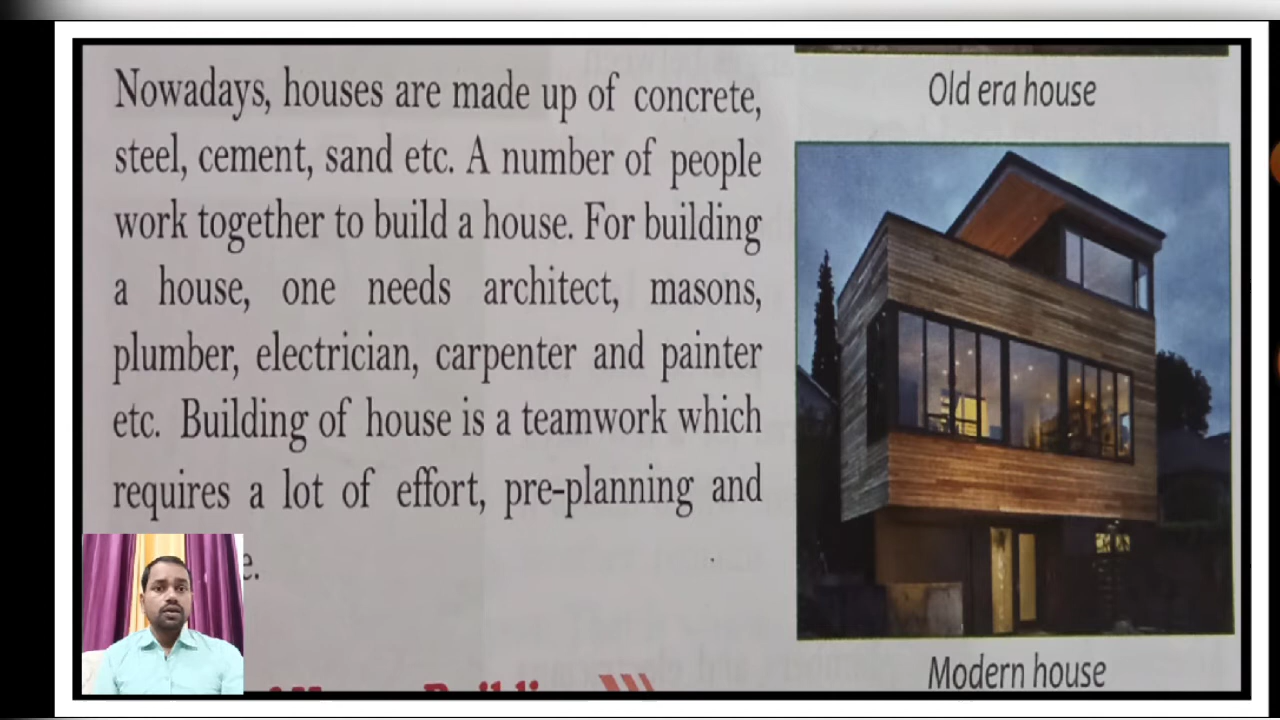 Nowadays, houses are made up of concrete,
steel, cement, sand etc. A number of people
work together to build a house. For building
a house, one needs architect, masons,
plumber, electrician, carpenter and painter
etc. Building of house is a teamwork which
requires a lot of effort, pre-planning and
e.
Old era house
Modern house